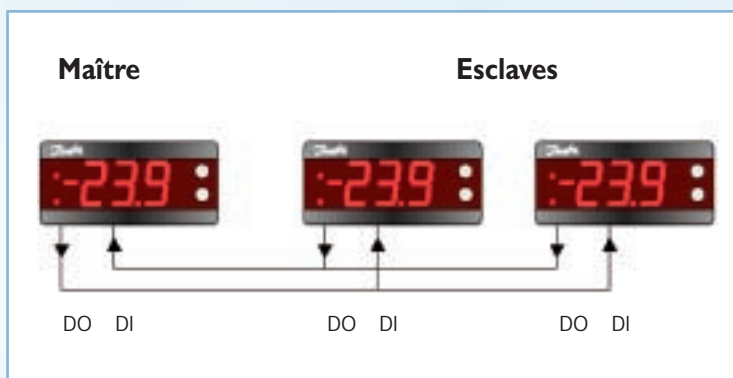 Maître Esclaves
Danfoss Danfoss Danfoss
-23.9 -23.9 -23.9
DO DI DO DI DO DI